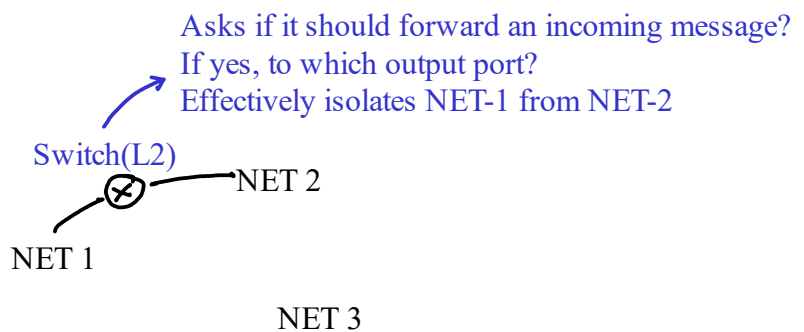 Asks if it should forward an incoming message?
If yes, to which output port?
Effectively isolates NET-1 from NET-2
Switch(L2)
NET 2
NET 1
NET 3